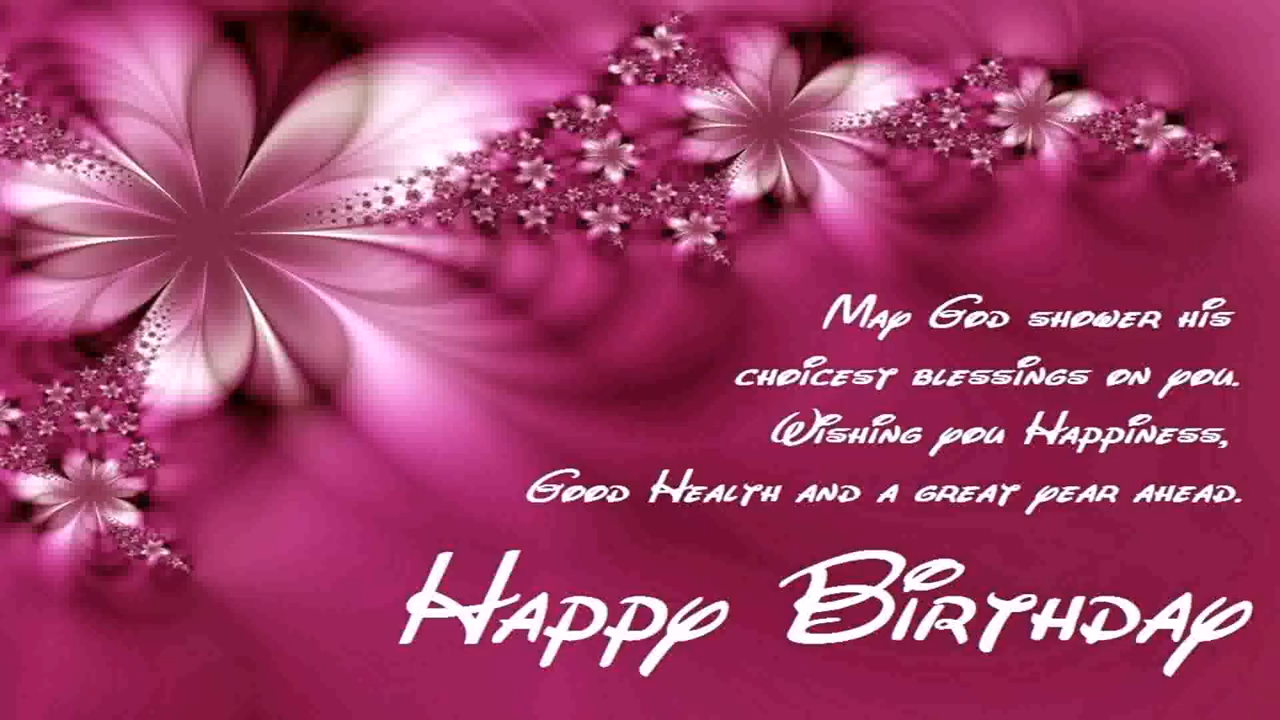 May God shower his
choicest blessings on you.
Wishing you Happiness,
Good Health and a great year ahead.
Happy Birthday